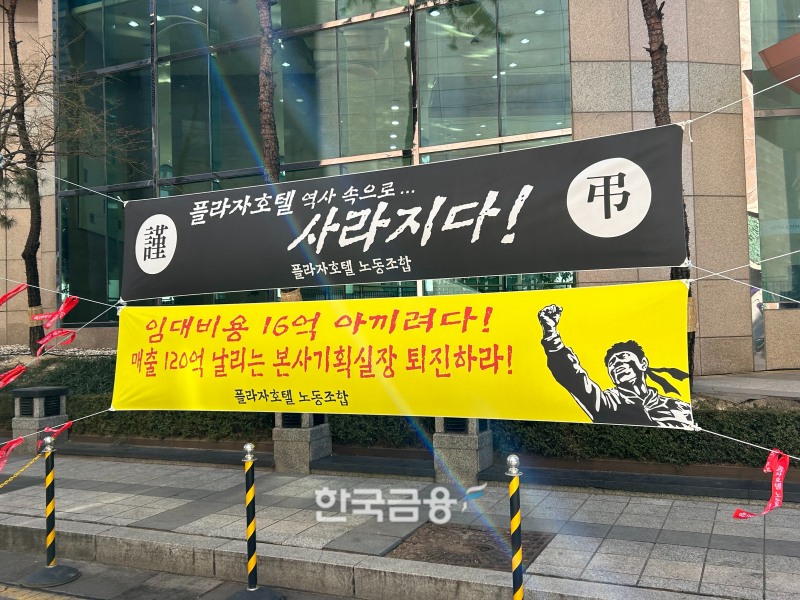 謹
플라자호텔 역사 속으로...
사라지다!
弔
플라자호텔 노동조합
임대비용 16억 아끼려다!
매출 120억 날리는 본사기획실장 퇴진하라!
플라자호텔 노동조합
한국금융